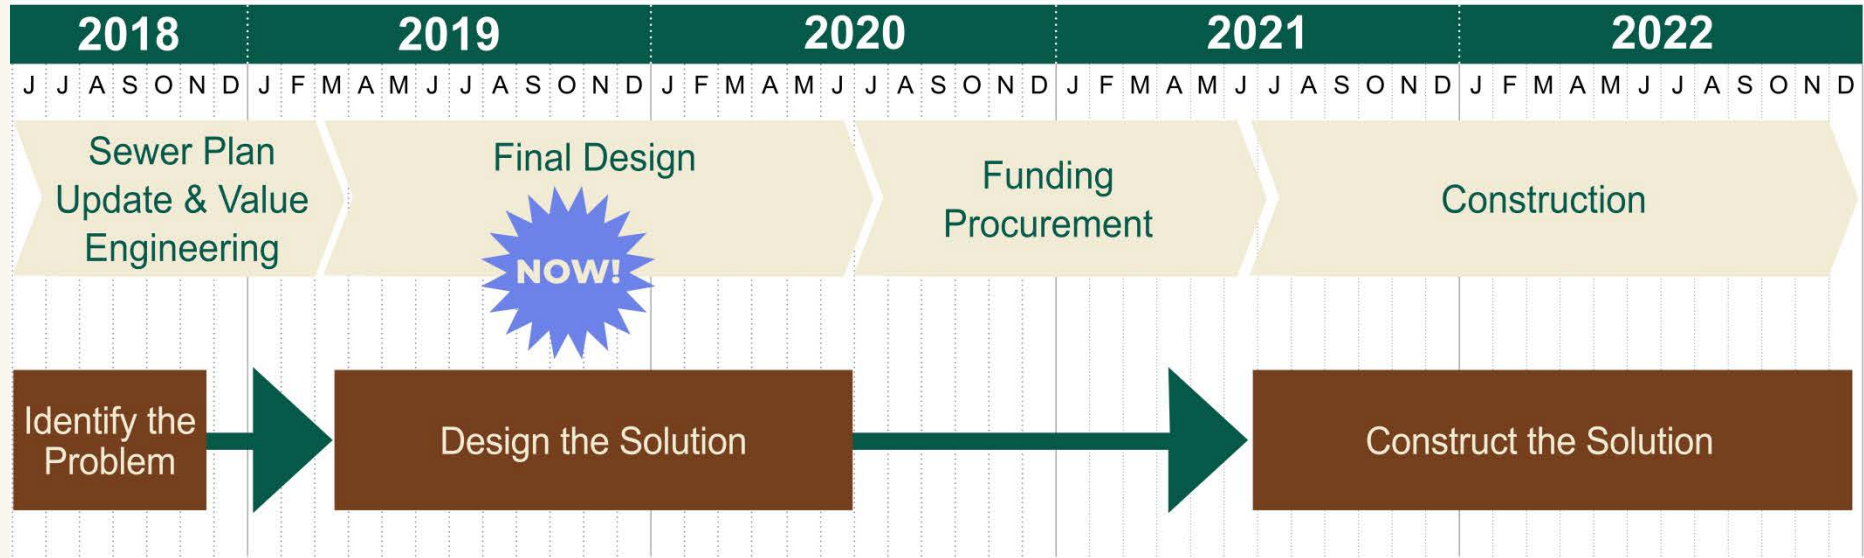 2018 2019 2020 2021 2022
J J A S O N D J F M A M J J A S O N D J F M A M J J A S O N D J F M A M J J A S O N D J F M A M J J A S O N D
Sewer Plan
Update & Value
Engineering
Final Design
NOW!
Funding
Procurement
Construction
Identify the
Problem
Design the Solution
Construct the Solution